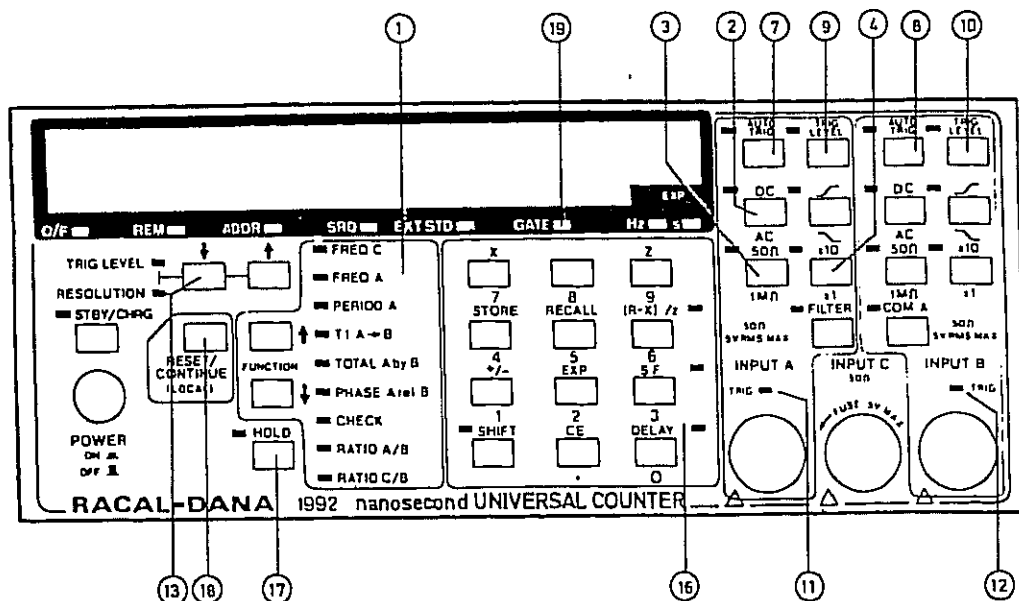 3 2 7 9 4 8 10
1 19
AUTO TRIG TRIG LEVEL AUTO TRIG TRIG LEVEL
EXP
O/F REM ADDR SRQ EXT STD GATE Hz s
DC DC
AC AC
50Ω x10 50Ω x10
1MΩ x1 1MΩ x1
FILTER COM A
50Ω 5V RMS MAX 50Ω 5V RMS MAX
INPUT A INPUT C 50Ω INPUT B
TRIG FUSE 5V MAX TRIG
TRIG LEVEL
RESOLUTION
STBY/CHRG
RESET/CONTINUE (LOCAL)
FUNCTION
POWER
ON
OFF
HOLD
FREQ C
FREQ A
PERIOD A
T1 A→B
TOTAL A by B
PHASE A rel B
CHECK
RATIO A/B
RATIO C/B
X Z
7 8 9
STORE RECALL (R-X)/z
4 5 6
+/- EXP SF
1 2 3
SHIFT CE DELAY
. 0
RACAL-DANA 1992 nanosecond UNIVERSAL COUNTER
13 18 17 16 11 12